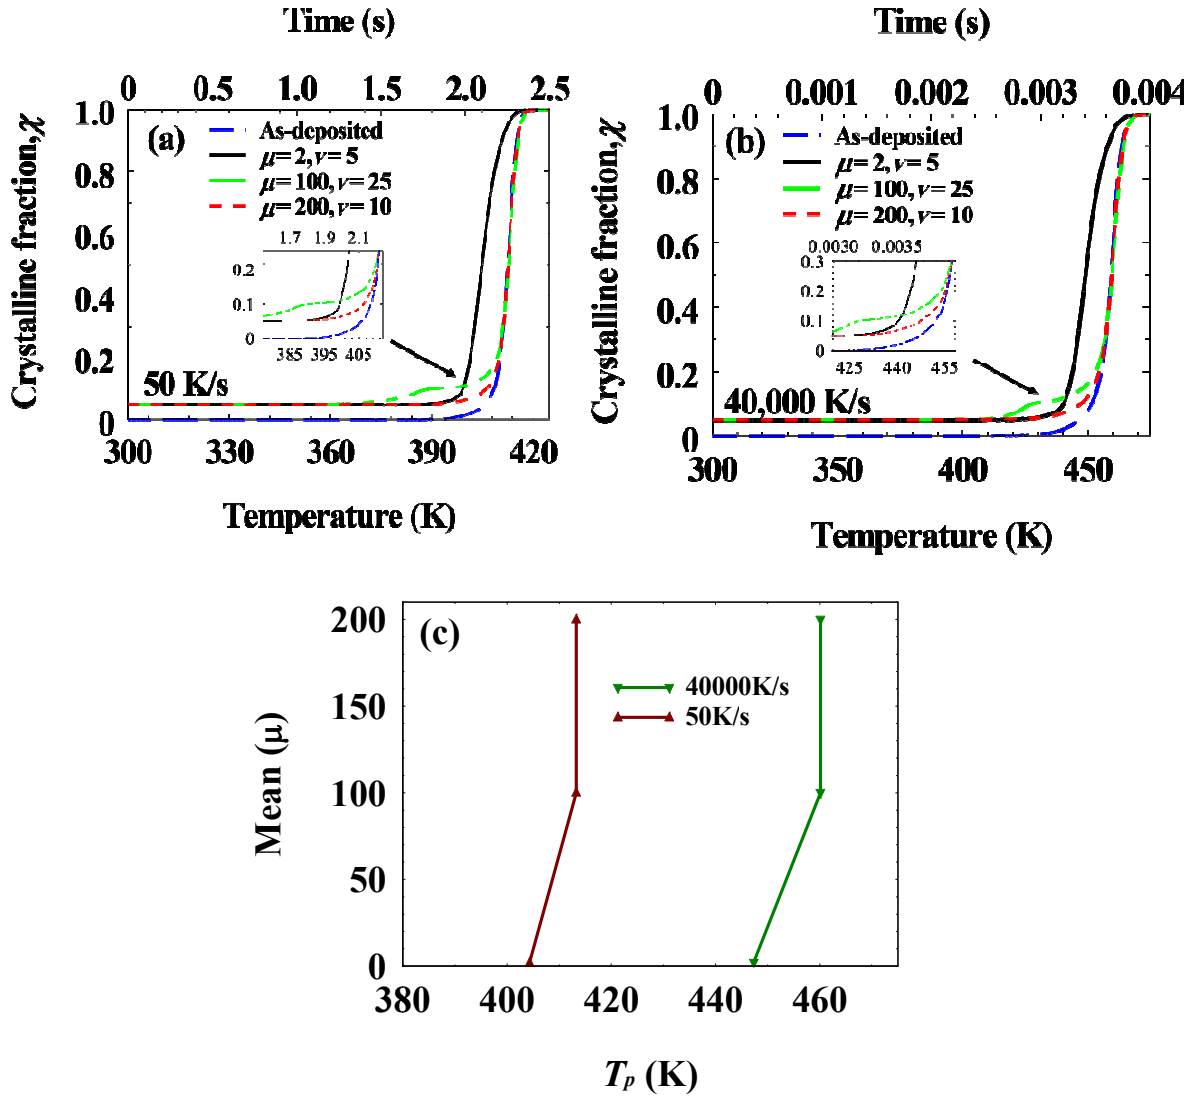 Time (s)
0 0.5 1.0 1.5 2.0 2.5
Crystalline fraction,χ
1.0
0.8
0.6
0.4
0.2
0
(a)
As-deposited
μ= 2, ν= 5
μ= 100, ν= 25
μ= 200, ν= 10
1.7 1.9 2.1
0.2
0.1
0
385 395 405
50 K/s
300 330 360 390 420
Temperature (K)
Time (s)
0 0.001 0.002 0.003 0.004
Crystalline fraction,χ
1.0
0.8
0.6
0.4
0.2
0
(b)
As-deposited
μ= 2, ν= 5
μ= 100, ν= 25
μ= 200, ν= 10
0.0030 0.0035
0.3
0.2
0.1
0
425 440 455
40,000 K/s
300 350 400 450
Temperature (K)
(c)
Mean (μ)
200
150
100
50
0
40000K/s
50K/s
380 400 420 440 460
Tp (K)